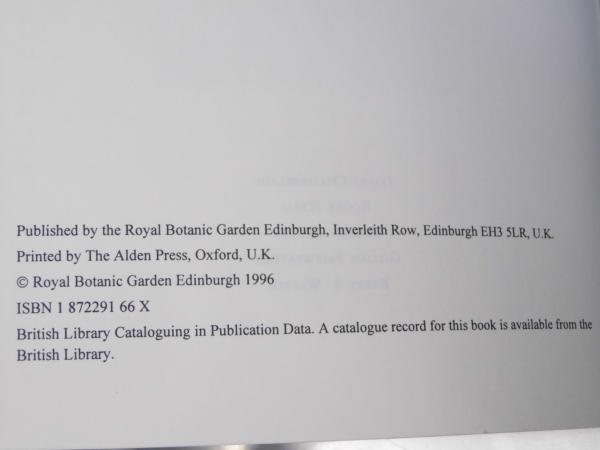 Published by the Royal Botanic Garden Edinburgh, Inverleith Row, Edinburgh EH3 5LR, U.K.
Printed by The Alden Press, Oxford, U.K.
© Royal Botanic Garden Edinburgh 1996
ISBN 1 872291 66 X
British Library Cataloguing in Publication Data. A catalogue record for this book is available from the
British Library.